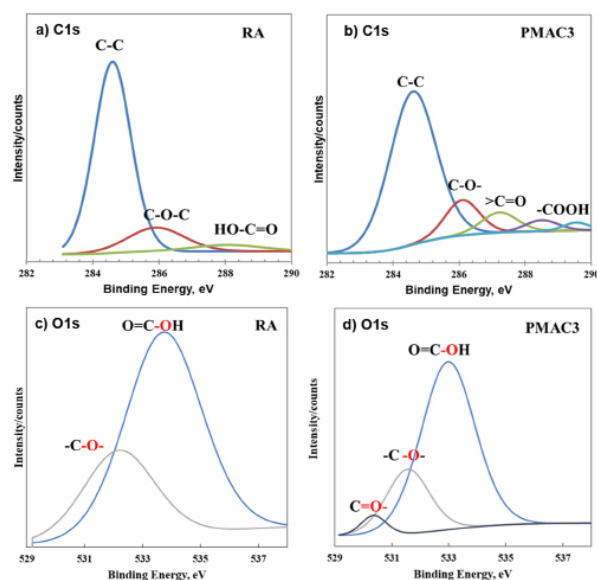 a) C1s
RA
C-C
C-O-C
HO-C=O
Intensity/counts
282
284
286
288
290
Binding Energy, eV
b) C1s
PMAC3
C-C
C-O-
>C=O
-COOH
Intensity/counts
282
284
286
288
290
Binding Energy, eV
c) O1s
RA
O=C-OH
-C-O-
Intensity/counts
529
531
533
535
537
Binding Energy, eV
d) O1s
PMAC3
O=C-OH
-C -O-
C=O-
Intensity/counts
529
531
533
535
537
Binding Energy, eV